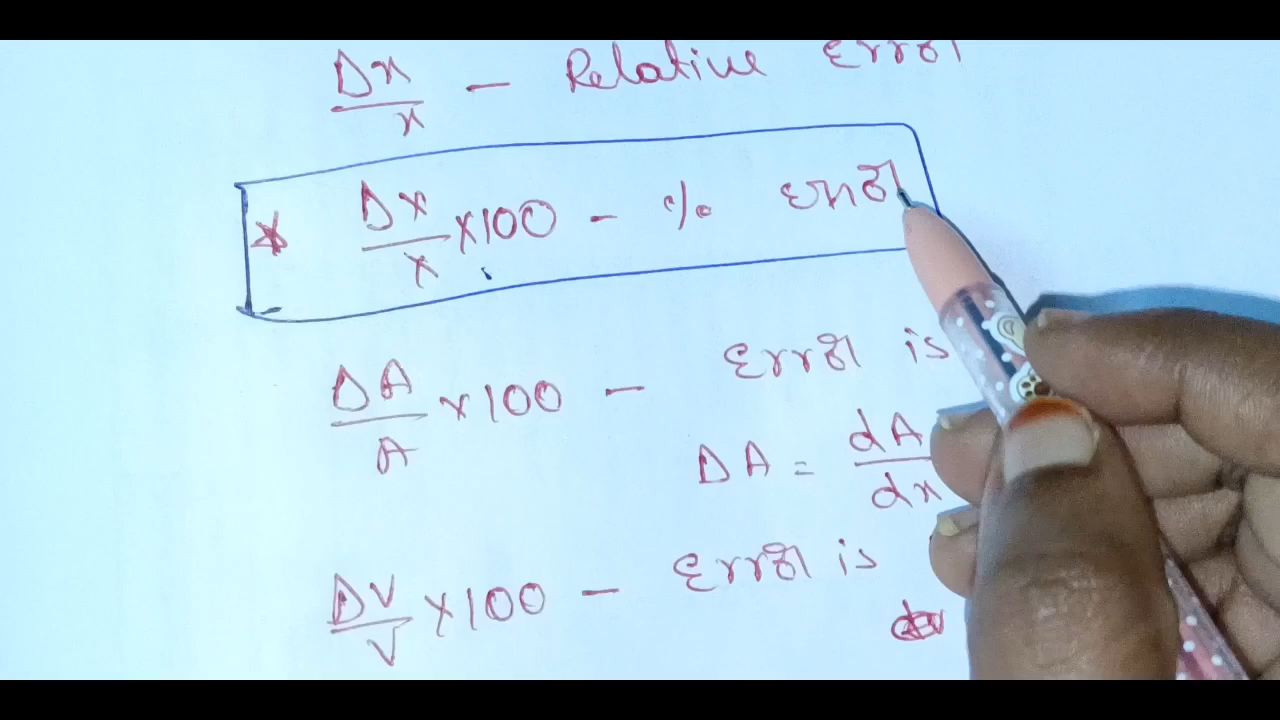 Δx/x – Relative Error
* Δx/x ×100 – % error
ΔA/A ×100 – Error is
ΔA = dA/dx
ΔV/V ×100 – Error is